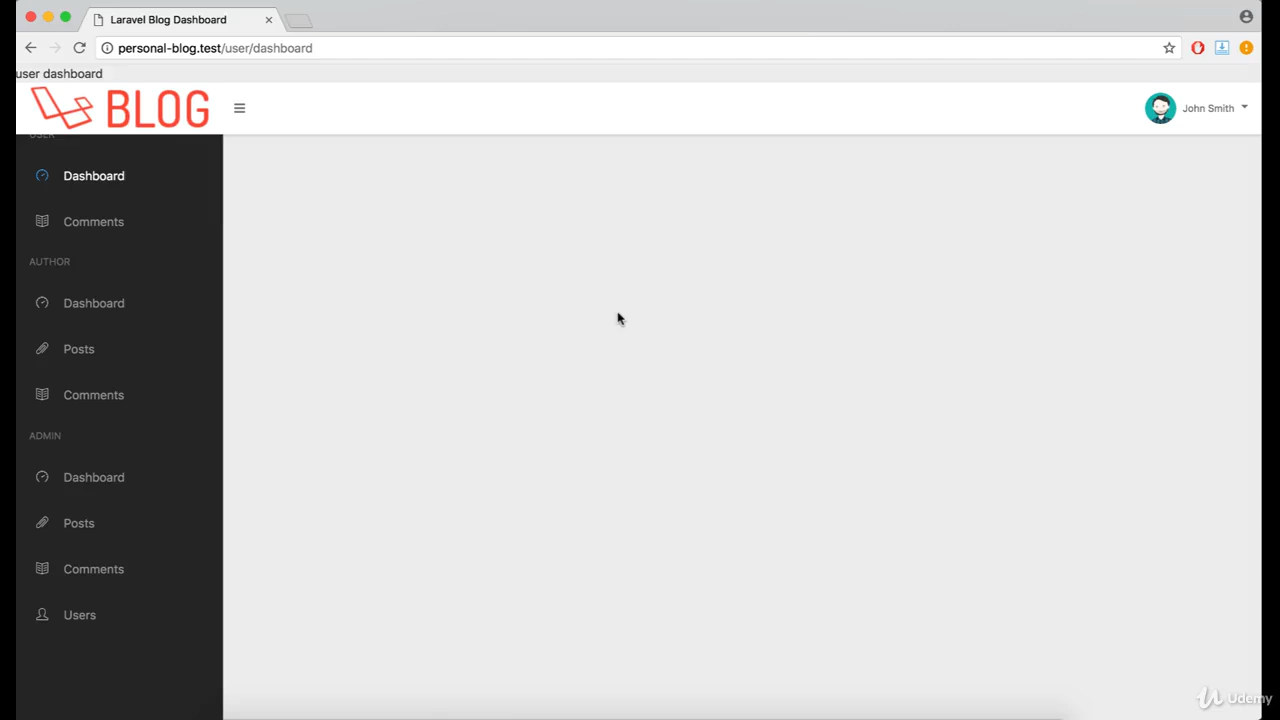 Laravel Blog Dashboard
personal-blog.test/user/dashboard
user dashboard
BLOG
John Smith
USER
Dashboard
Comments
AUTHOR
Dashboard
Posts
Comments
ADMIN
Dashboard
Posts
Comments
Users
Udemy